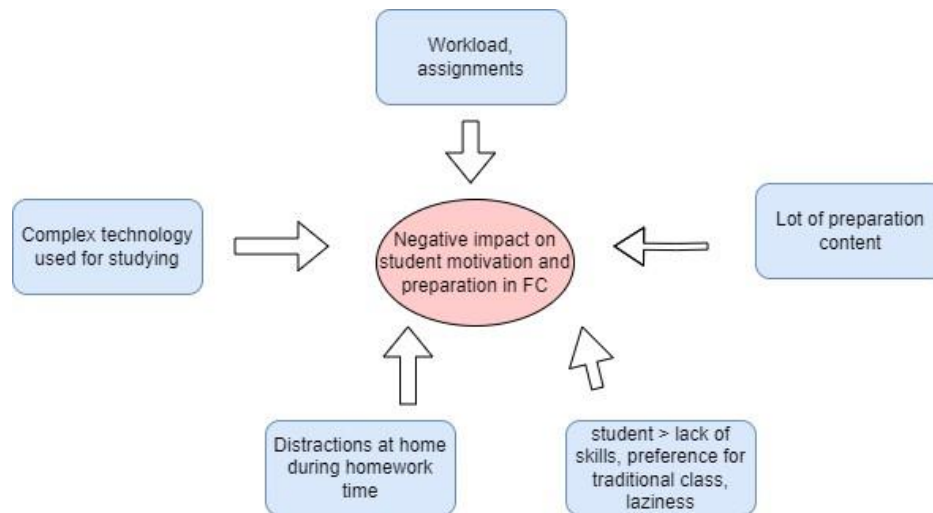 Workload,
assignments
Complex technology
used for studying
Negative impact on
student motivation and
preparation in FC
Lot of preparation
content
Distractions at home
during homework
time
student > lack of
skills, preference for
traditional class,
laziness